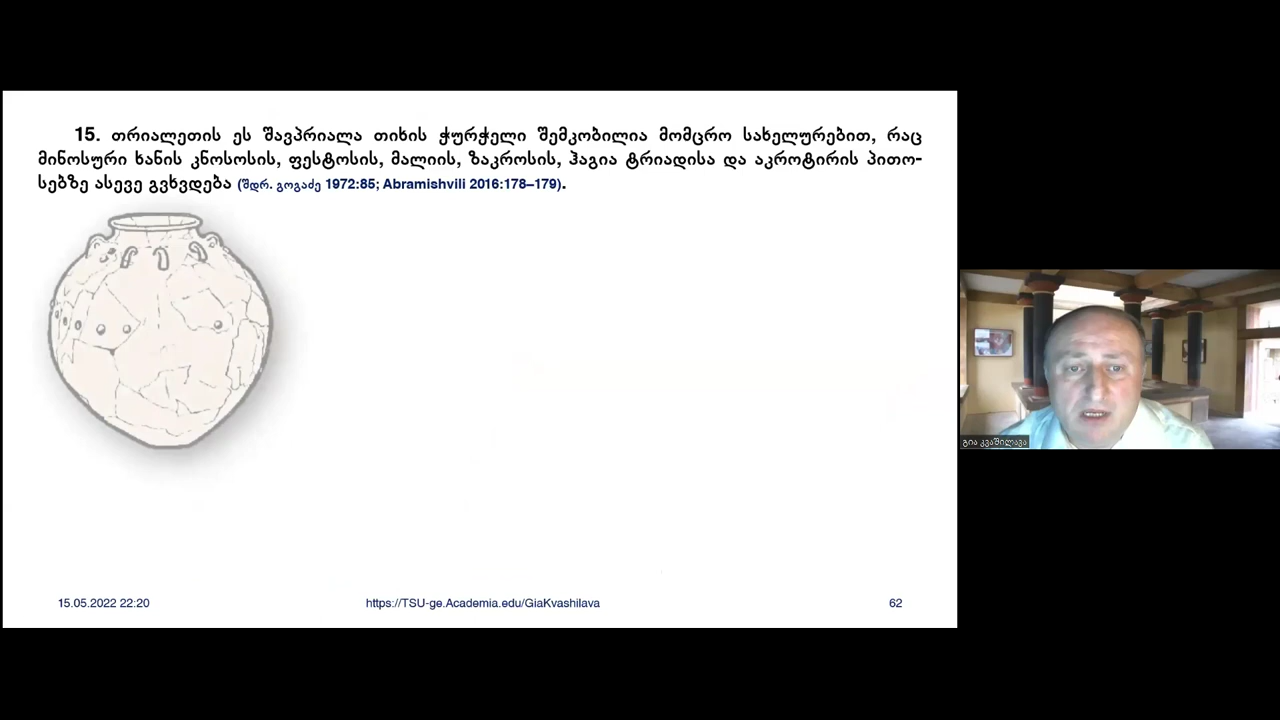 15. თრიალეთის ეს შავპრიალა თიხის ჭურჭელი შემკობილია მომცრო სახელურებით, რაც
მინოსური ხანის კნოსოსის, ფესტოსის, მალიის, ზაკროსის, ჰაგია ტრიადისა და აკროტირის პითო-
სებზე ასევე გვხვდება (შდრ. გოგაძე 1972:85; Abramishvili 2016:178–179).
გია კვაშილავა
15.05.2022 22:20
https://TSU-ge.Academia.edu/GiaKvashilava
62